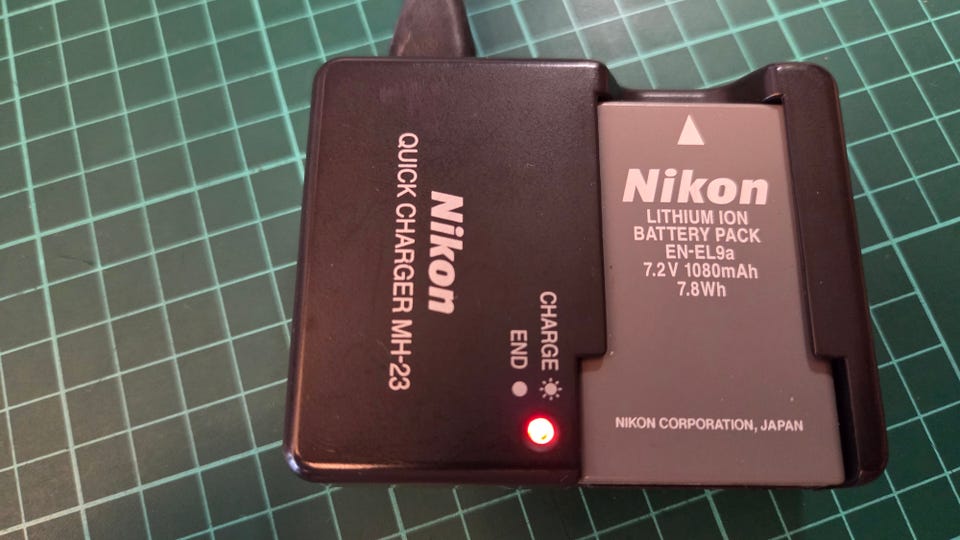 Nikon
QUICK CHARGER MH-23
CHARGE
END
Nikon
LITHIUM ION
BATTERY PACK
EN-EL9a
7.2V 1080mAh
7.8Wh
NIKON CORPORATION, JAPAN